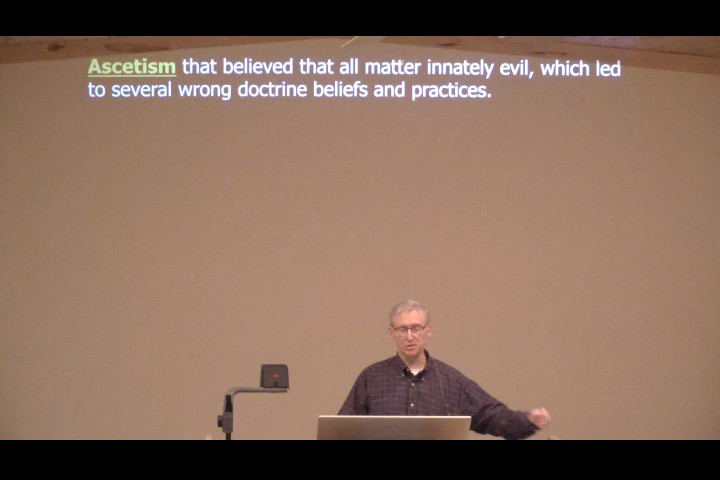 Ascetism that believed that all matter innately evil, which led
to several wrong doctrine beliefs and practices.